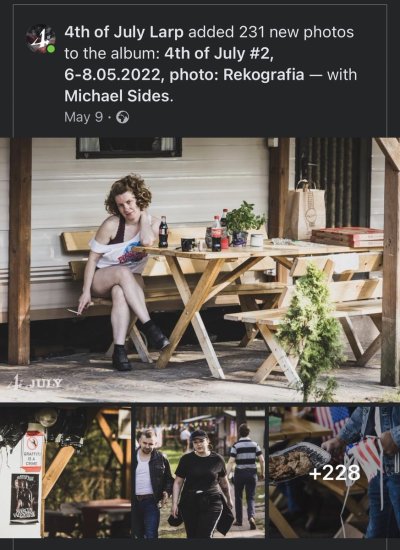 4th of July Larp added 231 new photos
to the album: 4th of July #2,
6-8.05.2022, photo: Rekografia — with
Michael Sides.
May 9 ·
4 JULY
GRAFFITI
IS A
CRIME
+228